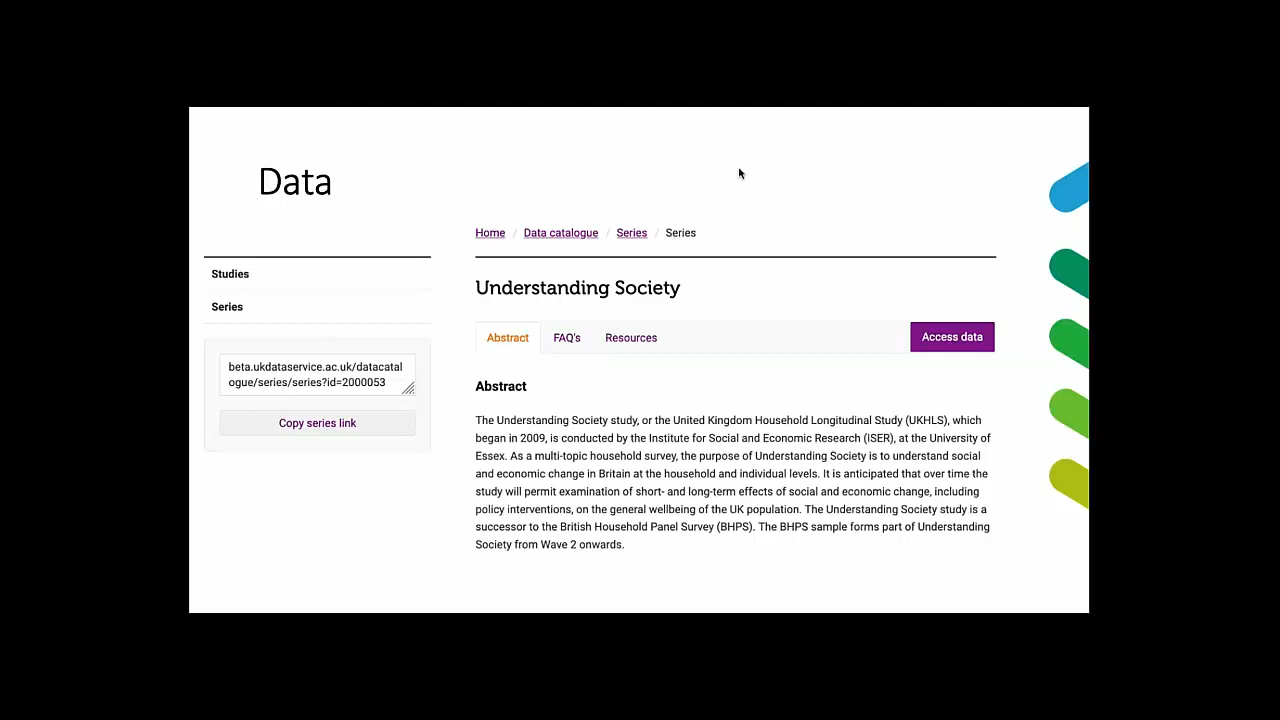 Data
Home / Data catalogue / Series / Series
Studies
Series
beta.ukdataservice.ac.uk/datacatal
ogue/series/series?id=2000053
Copy series link
Understanding Society
Abstract FAQ's Resources Access data
Abstract
The Understanding Society study, or the United Kingdom Household Longitudinal Study (UKHLS), which
began in 2009, is conducted by the Institute for Social and Economic Research (ISER), at the University of
Essex. As a multi-topic household survey, the purpose of Understanding Society is to understand social
and economic change in Britain at the household and individual levels. It is anticipated that over time the
study will permit examination of short- and long-term effects of social and economic change, including
policy interventions, on the general wellbeing of the UK population. The Understanding Society study is a
successor to the British Household Panel Survey (BHPS). The BHPS sample forms part of Understanding
Society from Wave 2 onwards.